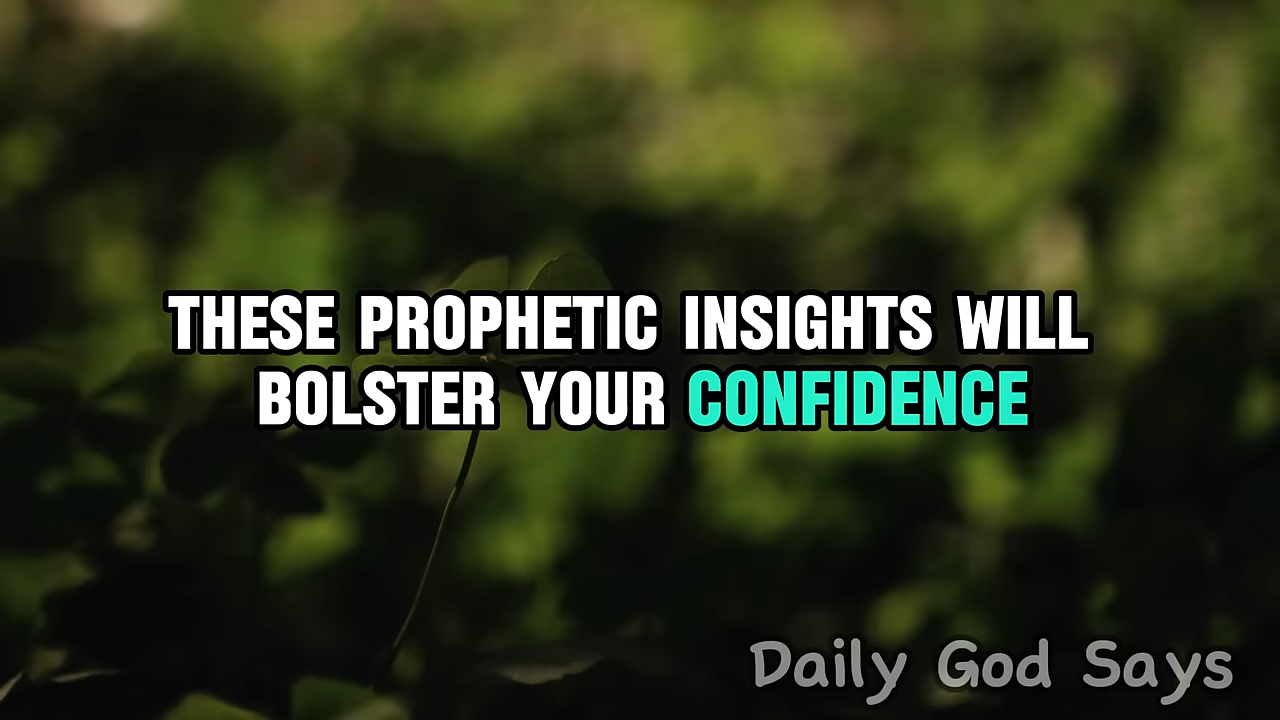 THESE PROPHETIC INSIGHTS WILL
BOLSTER YOUR CONFIDENCE
Daily God Says